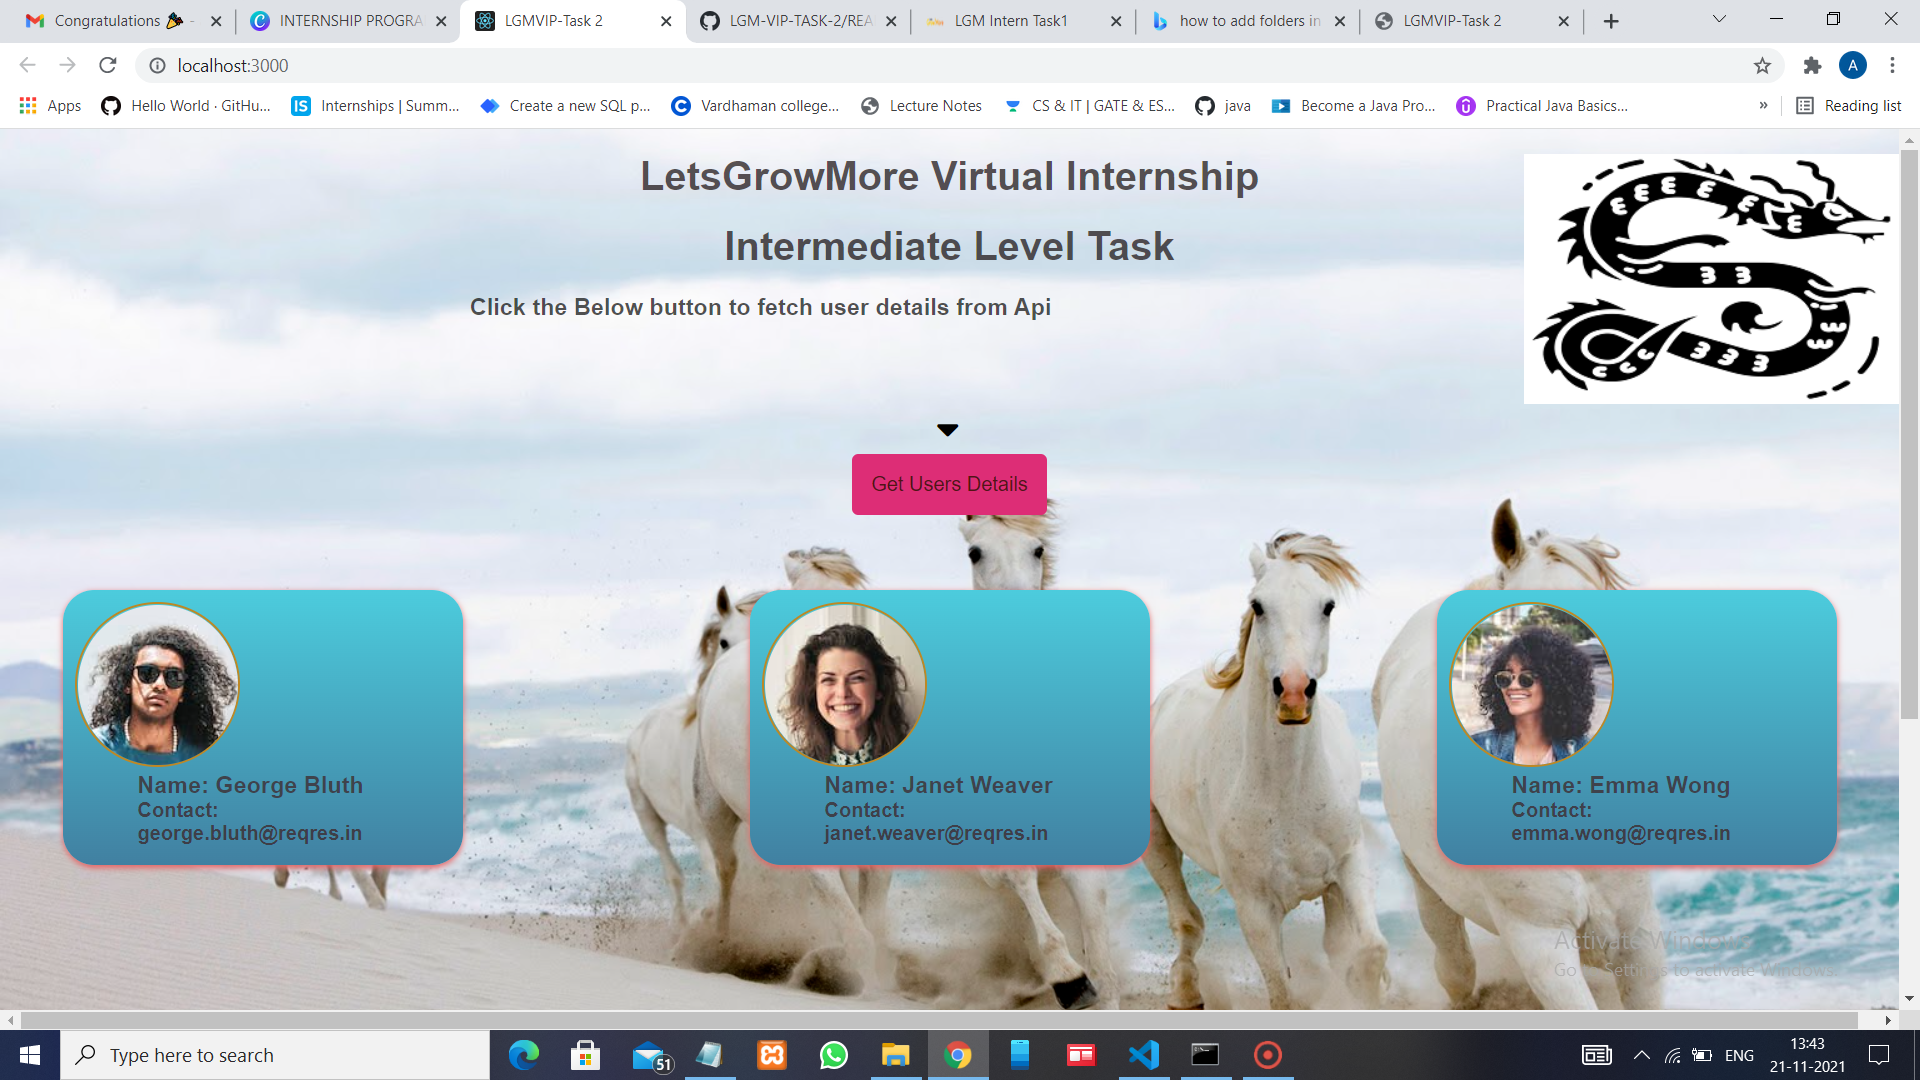 Congratulations 🎉 -
INTERNSHIP PROGRA
LGMVIP-Task 2
LGM-VIP-TASK-2/REA
LGM Intern Task1
how to add folders in
LGMVIP-Task 2
localhost:3000
A
Apps
Hello World · GitHu...
IS
Internships | Summ...
Create a new SQL p...
Vardhaman college...
Lecture Notes
CS & IT | GATE & ES...
java
Become a Java Pro...
Practical Java Basics...
»
Reading list
LetsGrowMore Virtual Internship
Intermediate Level Task
Click the Below button to fetch user details from Api
Get Users Details
Name: George Bluth
Contact:
george.bluth@reqres.in
Name: Janet Weaver
Contact:
janet.weaver@reqres.in
Name: Emma Wong
Contact:
emma.wong@reqres.in
Activate Windows
Go to Settings to activate Windows.
Type here to search
51
ENG
13:43
21-11-2021